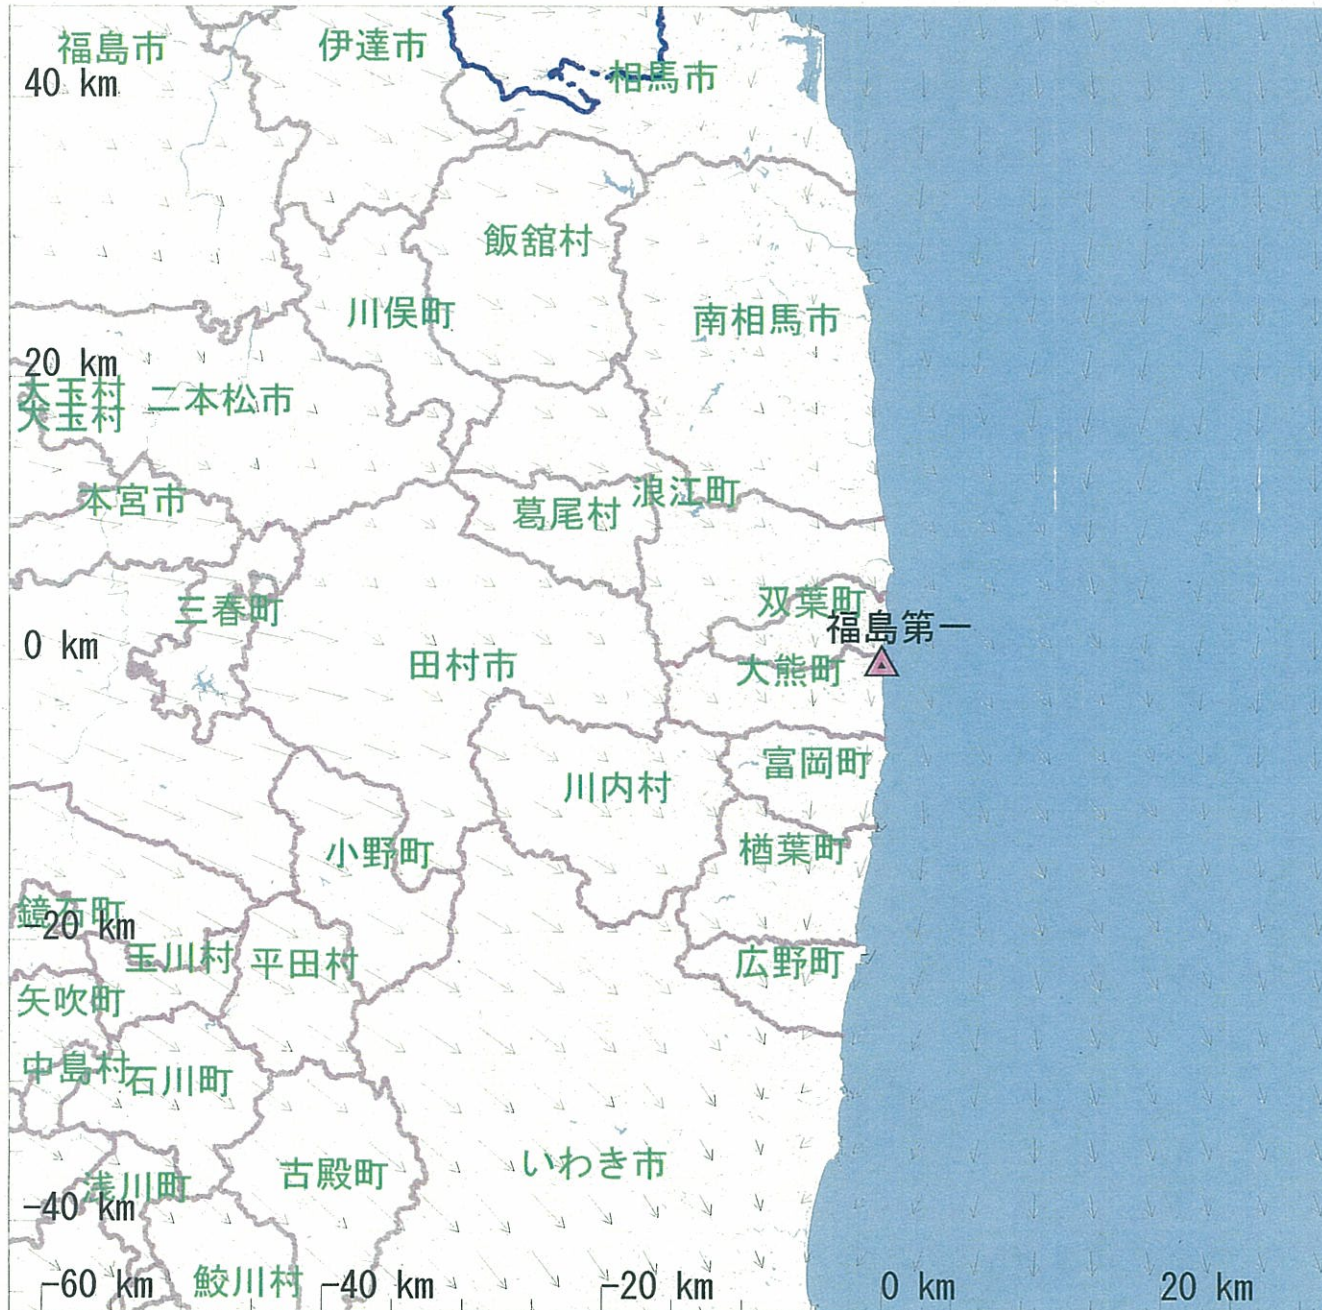 福島市
伊達市
相馬市
40 km
飯舘村
川俣町
南相馬市
20 km
大玉村
大玉村
二本松市
本宮市
葛尾村
浪江町
三春町
双葉町
福島第一
0 km
田村市
大熊町
富岡町
川内村
小野町
楢葉町
鏡石町
-20 km
玉川村
平田村
広野町
矢吹町
中島村
石川町
いわき市
古殿町
浅川町
-40 km
鮫川村
-60 km
-40 km
-20 km
0 km
20 km